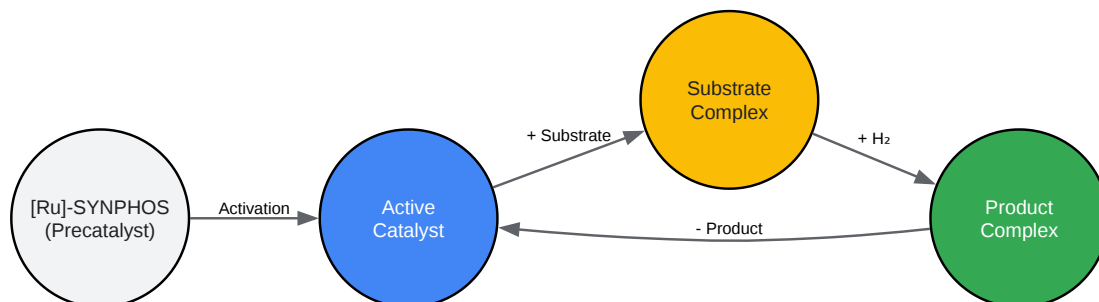 [Ru]-SYNPHOS
(Precatalyst)
Activation
Active
Catalyst
+ Substrate
Substrate
Complex
+ H₂
Product
Complex
- Product